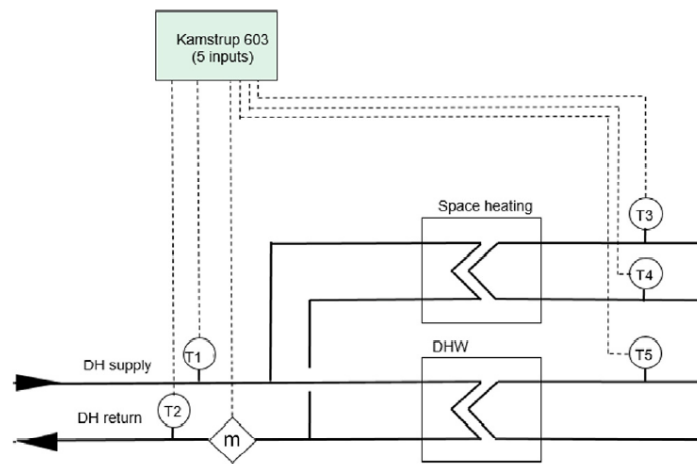 Kamstrup 603
(5 inputs)
Space heating
T3
T4
DHW
T1
T5
DH supply
T2
DH return
m